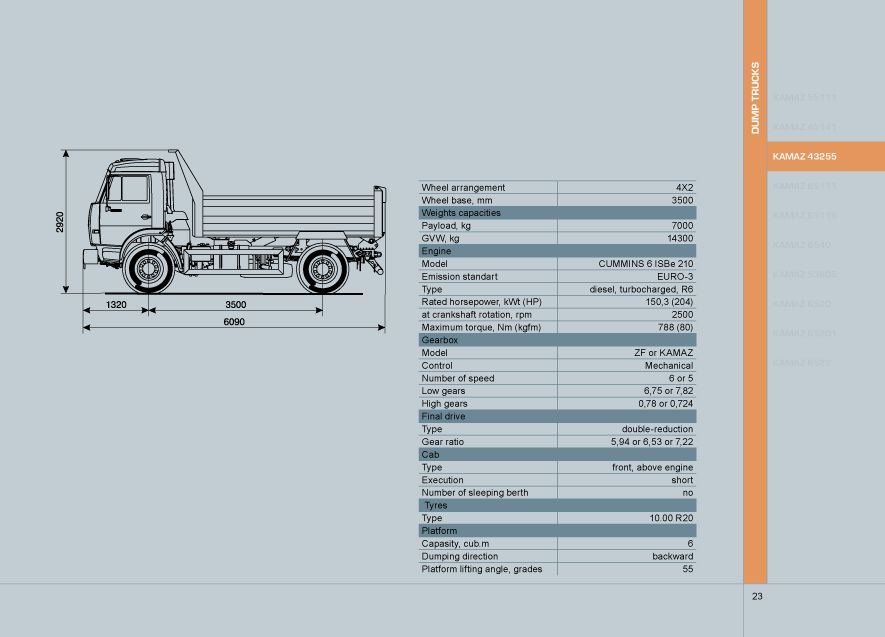 DUMP TRUCKS
KAMAZ 55111
KAMAZ 43255
KAMAZ 65111
KAMAZ 65115
KAMAZ 6540
KAMAZ 53605
KAMAZ 6520
KAMAZ 65201
KAMAZ 6522
2920
1320
3500
6090
Wheel arrangement 4X2
Wheel base, mm 3500
Weights capacities
Payload, kg 7000
GVW, kg 14300
Engine
Model CUMMINS 6 ISBe 210
Emission standart EURO-3
Type diesel, turbocharged, R6
Rated horsepower, kWt (HP) 150,3 (204)
at crankshaft rotation, rpm 2500
Maximum torque, Nm (kgfm) 788 (80)
Gearbox
Model ZF or KAMAZ
Control Mechanical
Number of speed 6 or 5
Low gears 6,75 or 7,82
High gears 0,78 or 0,724
Final drive
Type double-reduction
Gear ratio 5,94 or 6,53 or 7,22
Cab
Type front, above engine
Execution short
Number of sleeping berth no
Tyres
Type 10.00 R20
Platform
Capasity, cub.m 6
Dumping direction backward
Platform lifting angle, grades 55
23